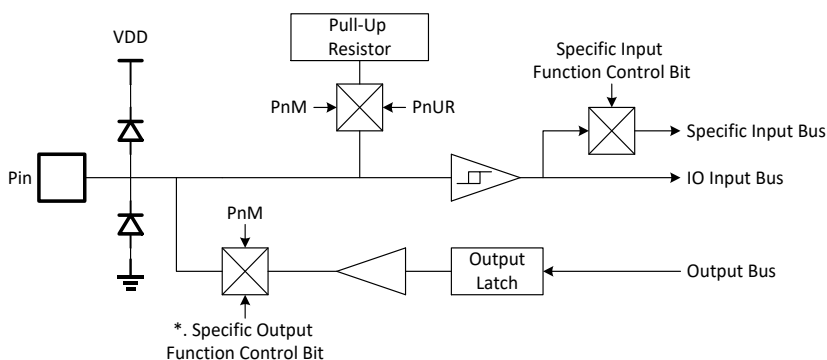 VDD
Pull-Up
Resistor
PnM
PnUR
Specific Input
Function Control Bit
Specific Input Bus
Pin
IO Input Bus
PnM
Output
Latch
Output Bus
*. Specific Output
Function Control Bit